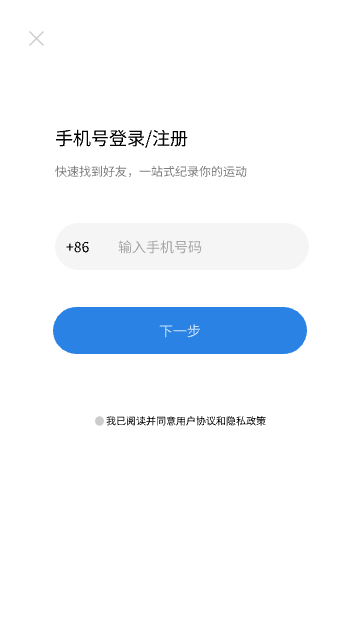 手机号登录/注册
快速找到好友，一站式纪录你的运动
+86 输入手机号码
下一步
我已阅读并同意用户协议和隐私政策